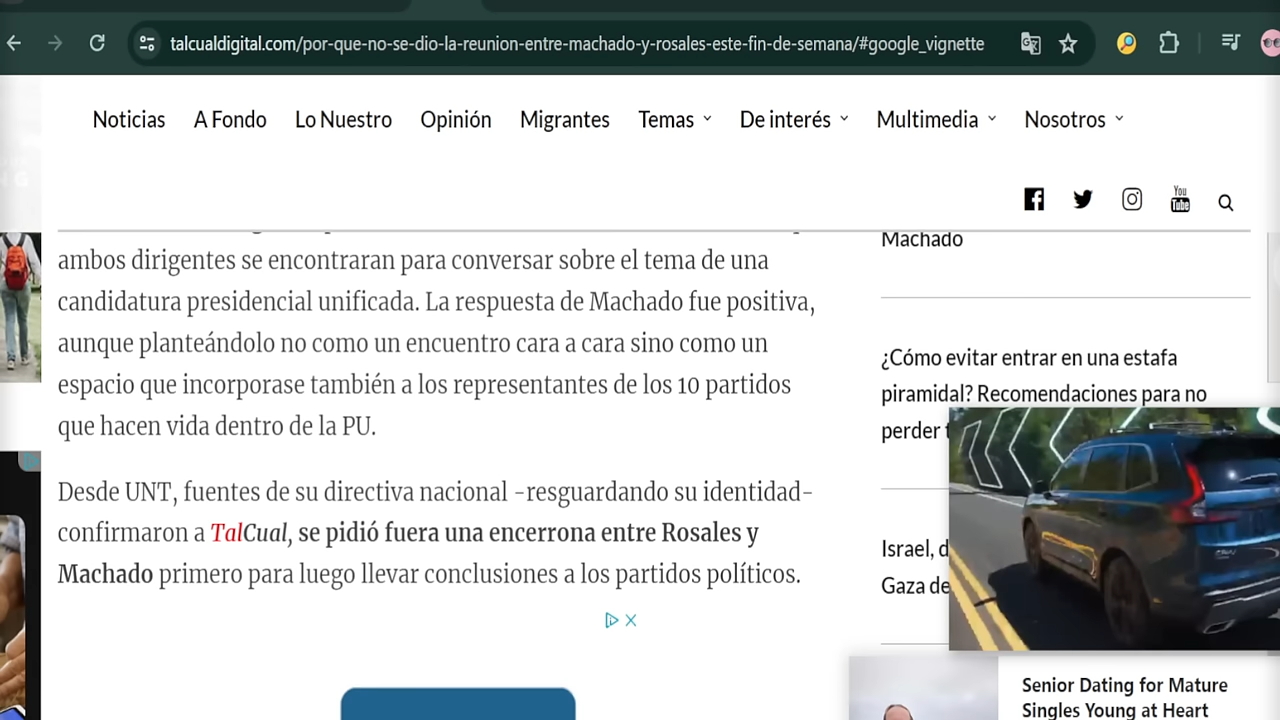 talcualdigital.com/por-que-no-se-dio-la-reunion-entre-machado-y-rosales-este-fin-de-semana/#google_vignette
Noticias A Fondo Lo Nuestro Opinión Migrantes Temas De interés Multimedia Nosotros
You
Tube
ambos dirigentes se encontraran para conversar sobre el tema de una
candidatura presidencial unificada. La respuesta de Machado fue positiva,
aunque planteándolo no como un encuentro cara a cara sino como un
espacio que incorporase también a los representantes de los 10 partidos
que hacen vida dentro de la PU.
Desde UNT, fuentes de su directiva nacional –resguardando su identidad–
confirmaron a TalCual, se pidió fuera una encerrona entre Rosales y
Machado primero para luego llevar conclusiones a los partidos políticos.
Machado
¿Cómo evitar entrar en una estafa
piramidal? Recomendaciones para no
perder
Israel,
Gaza
Senior Dating for Mature
Singles Young at Heart